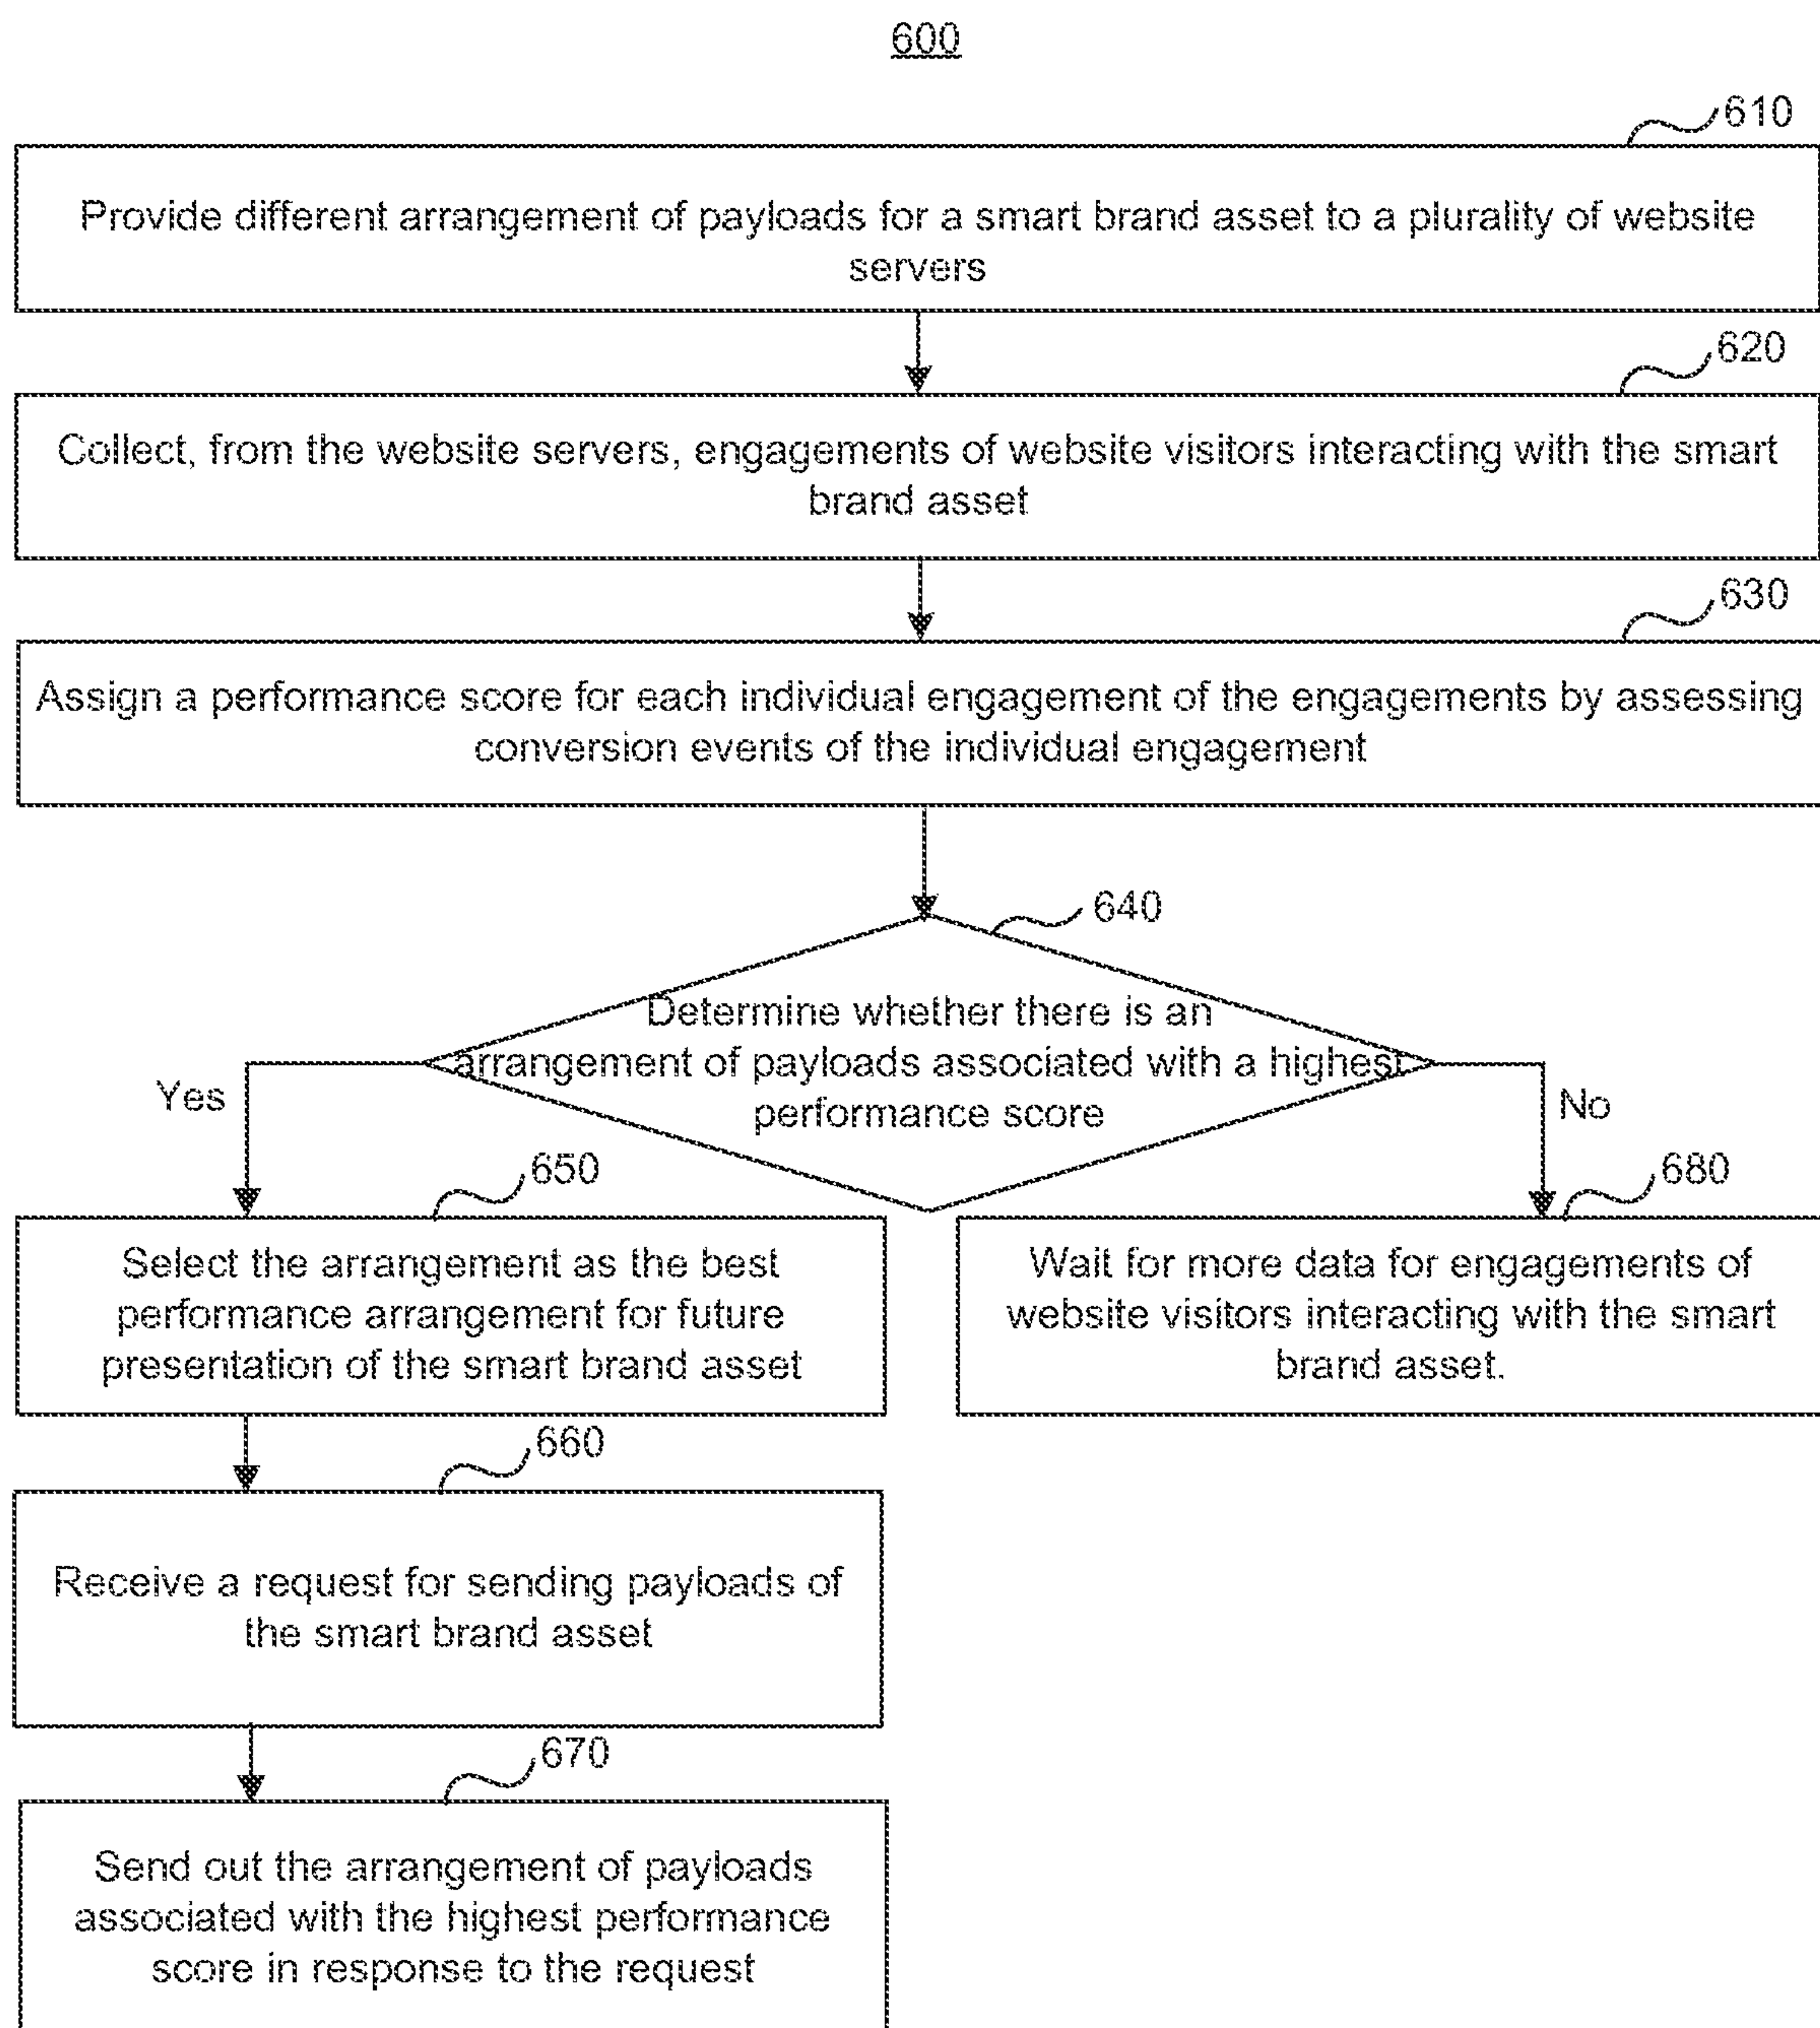 600
610
Provide different arrangement of payloads for a smart brand asset to a plurality of website
servers
620
Collect, from the website servers, engagements of website visitors interacting with the smart
brand asset
630
Assign a performance score for each individual engagement of the engagements by assessing
conversion events of the individual engagement
640
Determine whether there is an
arrangement of payloads associated with a highest
performance score
Yes
No
650
Select the arrangement as the best
performance arrangement for future
presentation of the smart brand asset
680
Wait for more data for engagements of
website visitors interacting with the smart
brand asset.
660
Receive a request for sending payloads of
the smart brand asset
670
Send out the arrangement of payloads
associated with the highest performance
score in response to the request